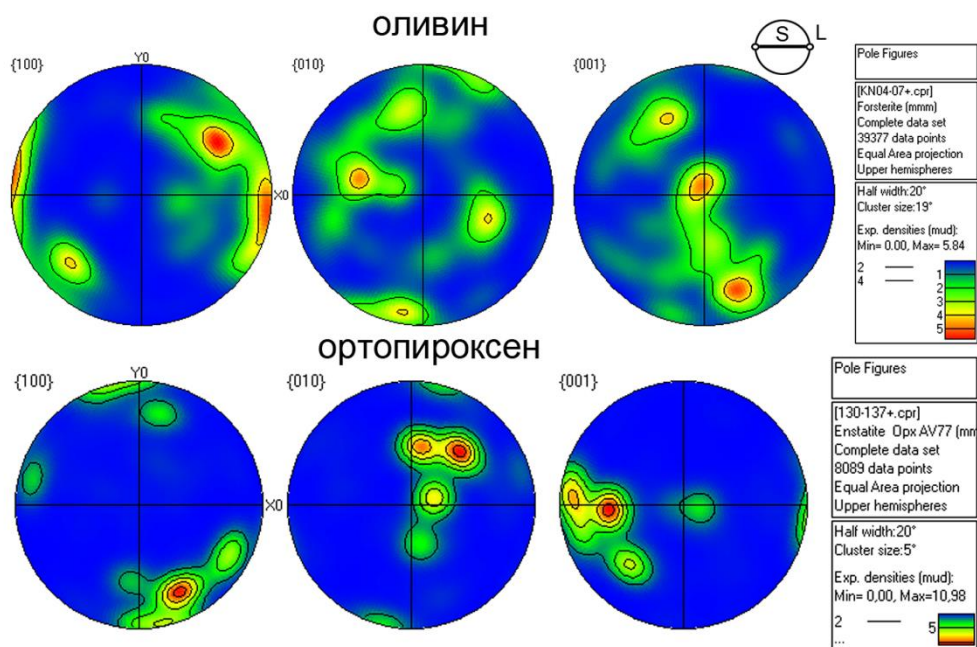 оливин
S L
{100}
Y0
{010}
{001}
X0
Pole Figures
[KN04-07+.cpr]
Forsterite (mmm)
Complete data set
39377 data points
Equal Area projection
Upper hemispheres
Half width:20°
Cluster size:19°
Exp. densities (mud):
Min= 0.00, Max= 5.84
2
4
1
2
3
4
5
ортопироксен
{100}
Y0
{010}
{001}
X0
Pole Figures
[130-137+.cpr]
Enstatite Opx AV77 (mm
Complete data set
8089 data points
Equal Area projection
Upper hemispheres
Half width:20°
Cluster size:5°
Exp. densities (mud):
Min= 0,00, Max=10,98
2
...
5